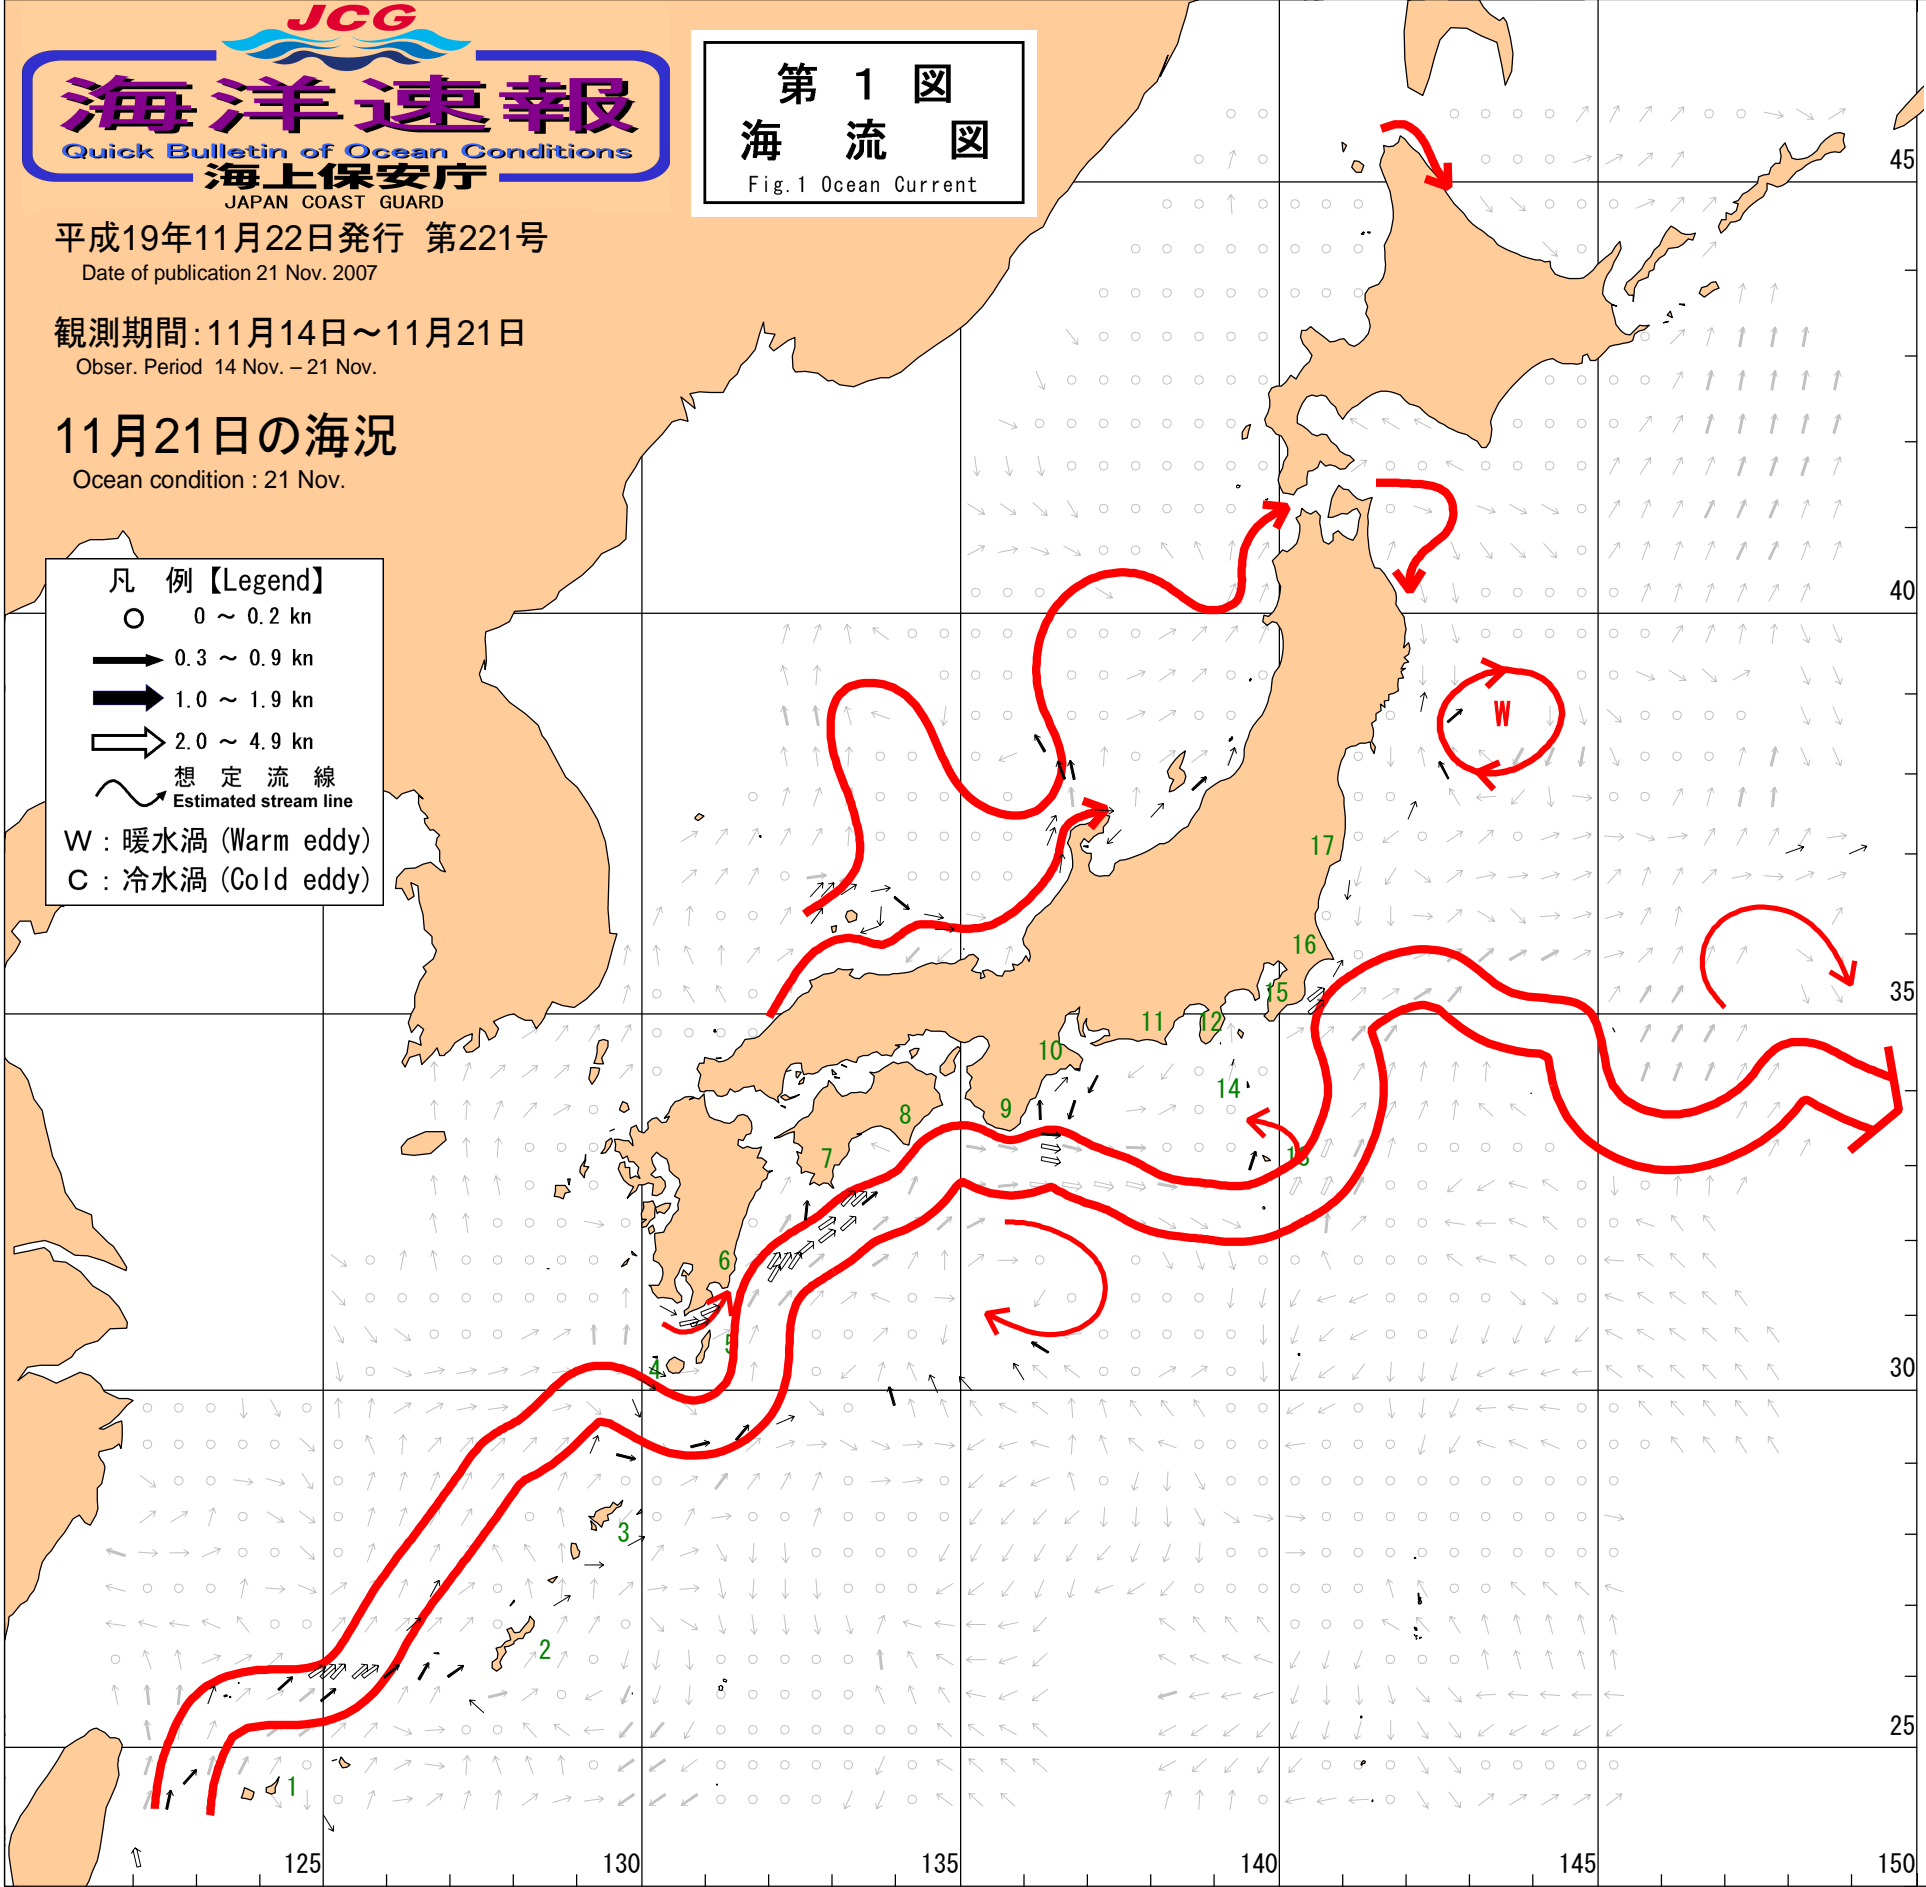 JCG
海洋速報
Quick Bulletin of Ocean Conditions
海上保安庁
JAPAN COAST GUARD
平成19年11月22日発行 第221号
Date of publication 21 Nov. 2007
観測期間:11月14日～11月21日
Obser. Period 14 Nov. – 21 Nov.
11月21日の海況
Ocean condition : 21 Nov.
第 1 図
海 流 図
Fig.1 Ocean Current
凡 例【Legend】
0 ～ 0.2 kn
0.3 ～ 0.9 kn
1.0 ～ 1.9 kn
2.0 ～ 4.9 kn
想 定 流 線
Estimated stream line
W : 暖水渦 (Warm eddy)
C : 冷水渦 (Cold eddy)
45
40
W
17
16
35
15
12
11
10
14
9
8
7
13
6
5
4
30
3
2
25
1
125
130
135
140
145
150